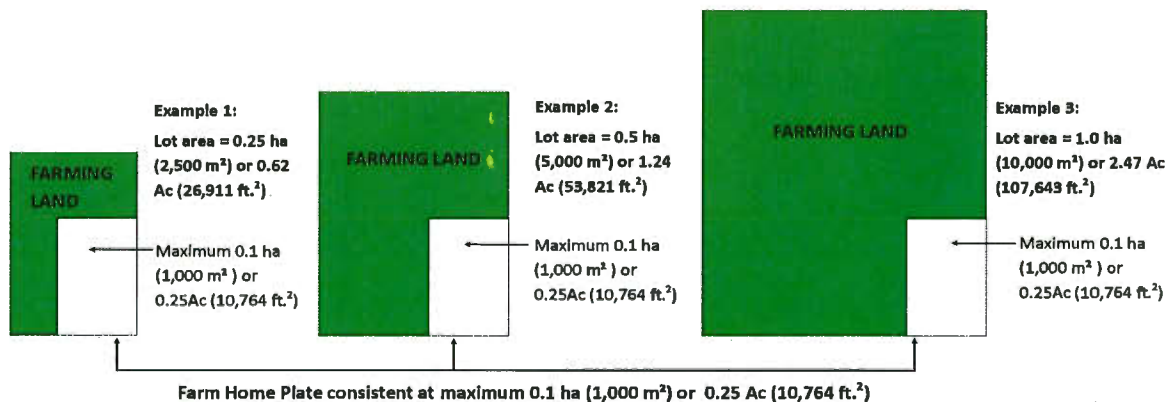 Example 1:
Lot area = 0.25 ha
(2,500 m²) or 0.62
Ac (26,911 ft.²)
FARMING
LAND
Maximum 0.1 ha
(1,000 m² ) or
0.25Ac (10,764 ft.²)
Example 2:
Lot area = 0.5 ha
(5,000 m²) or 1.24
Ac (53,821 ft.²)
FARMING LAND
Maximum 0.1 ha
(1,000 m² ) or
0.25Ac (10,764 ft.²)
Example 3:
Lot area = 1.0 ha
(10,000 m²) or 2.47 Ac
(107,643 ft.²)
FARMING LAND
Maximum 0.1 ha
(1,000 m² ) or
0.25Ac (10,764 ft.²)
Farm Home Plate consistent at maximum 0.1 ha (1,000 m²) or 0.25 Ac (10,764 ft.²)